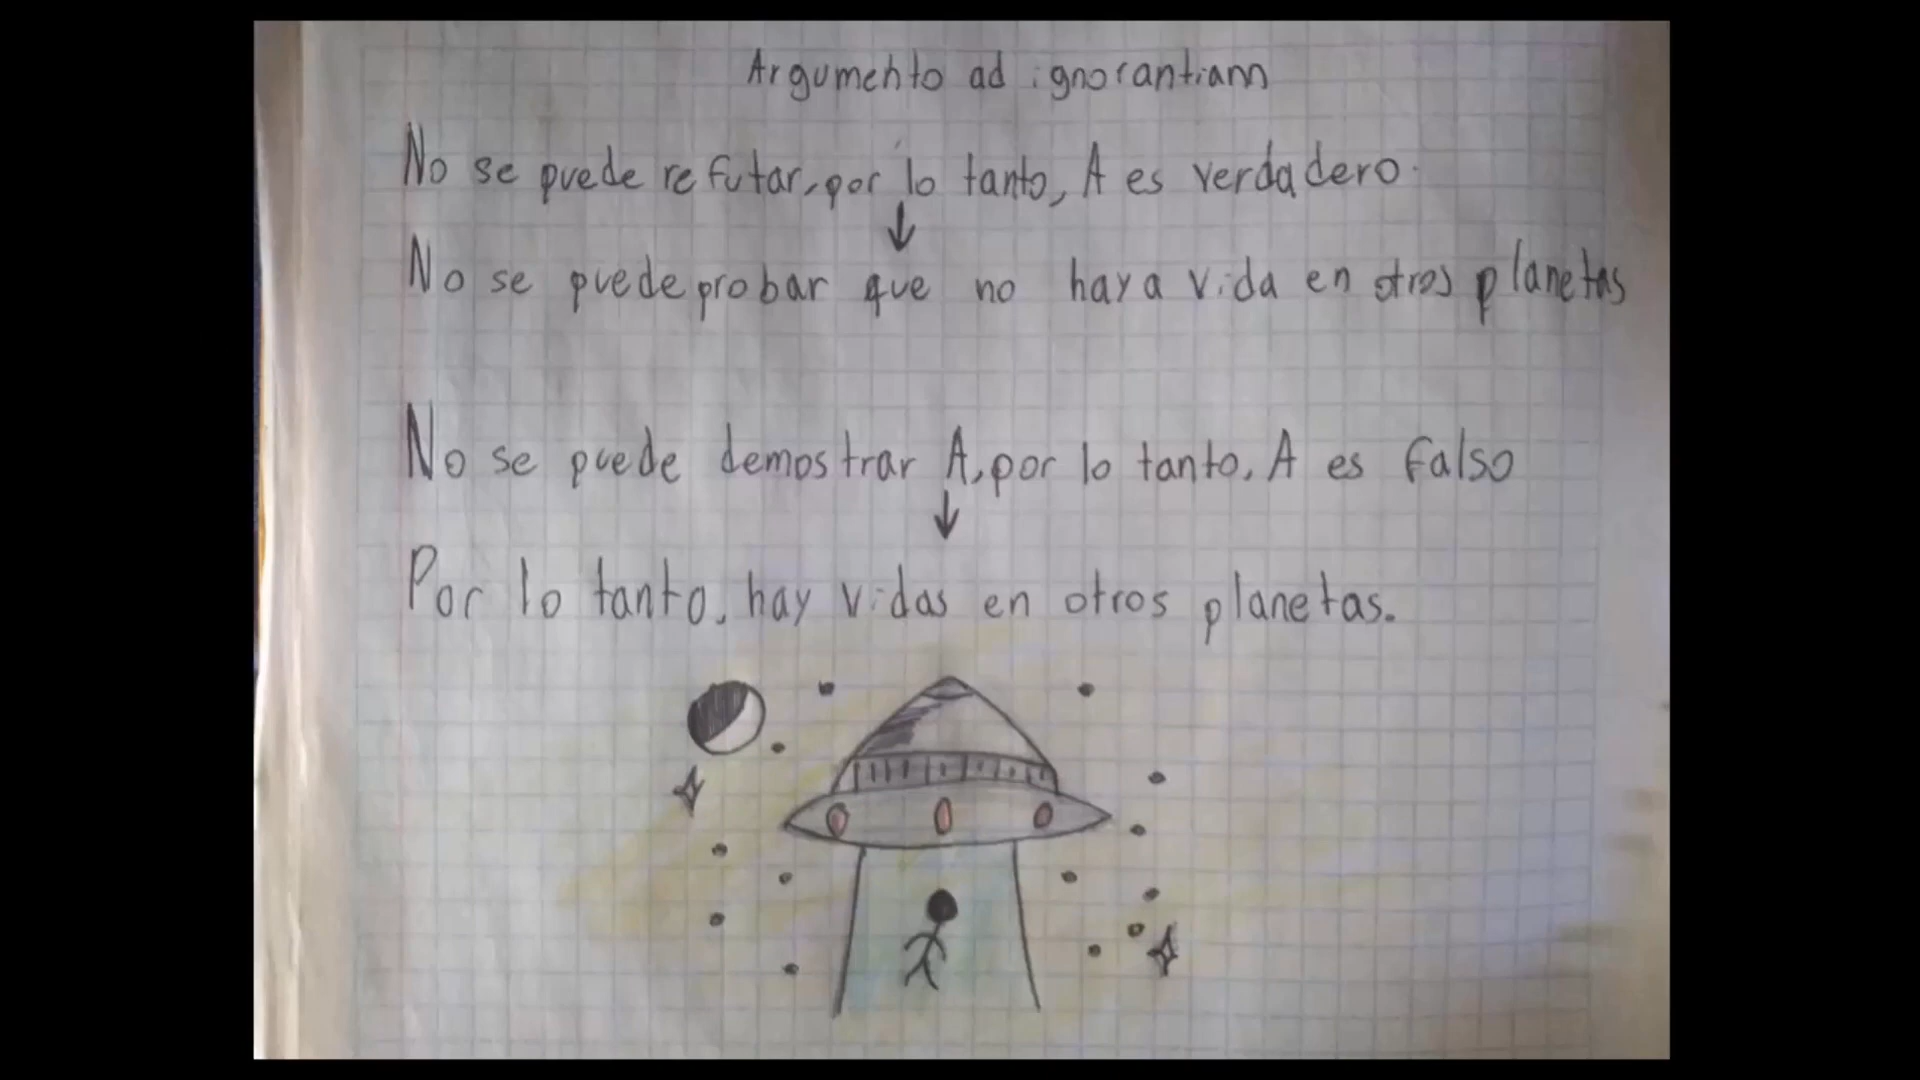 Argumento ad ignorantiam
No se puede refutar, por lo tanto, A es verdadero.
No se puede probar que no haya vida en otros planetas
No se puede demostrar A, por lo tanto, A es falso
Por lo tanto, hay vidas en otros planetas.